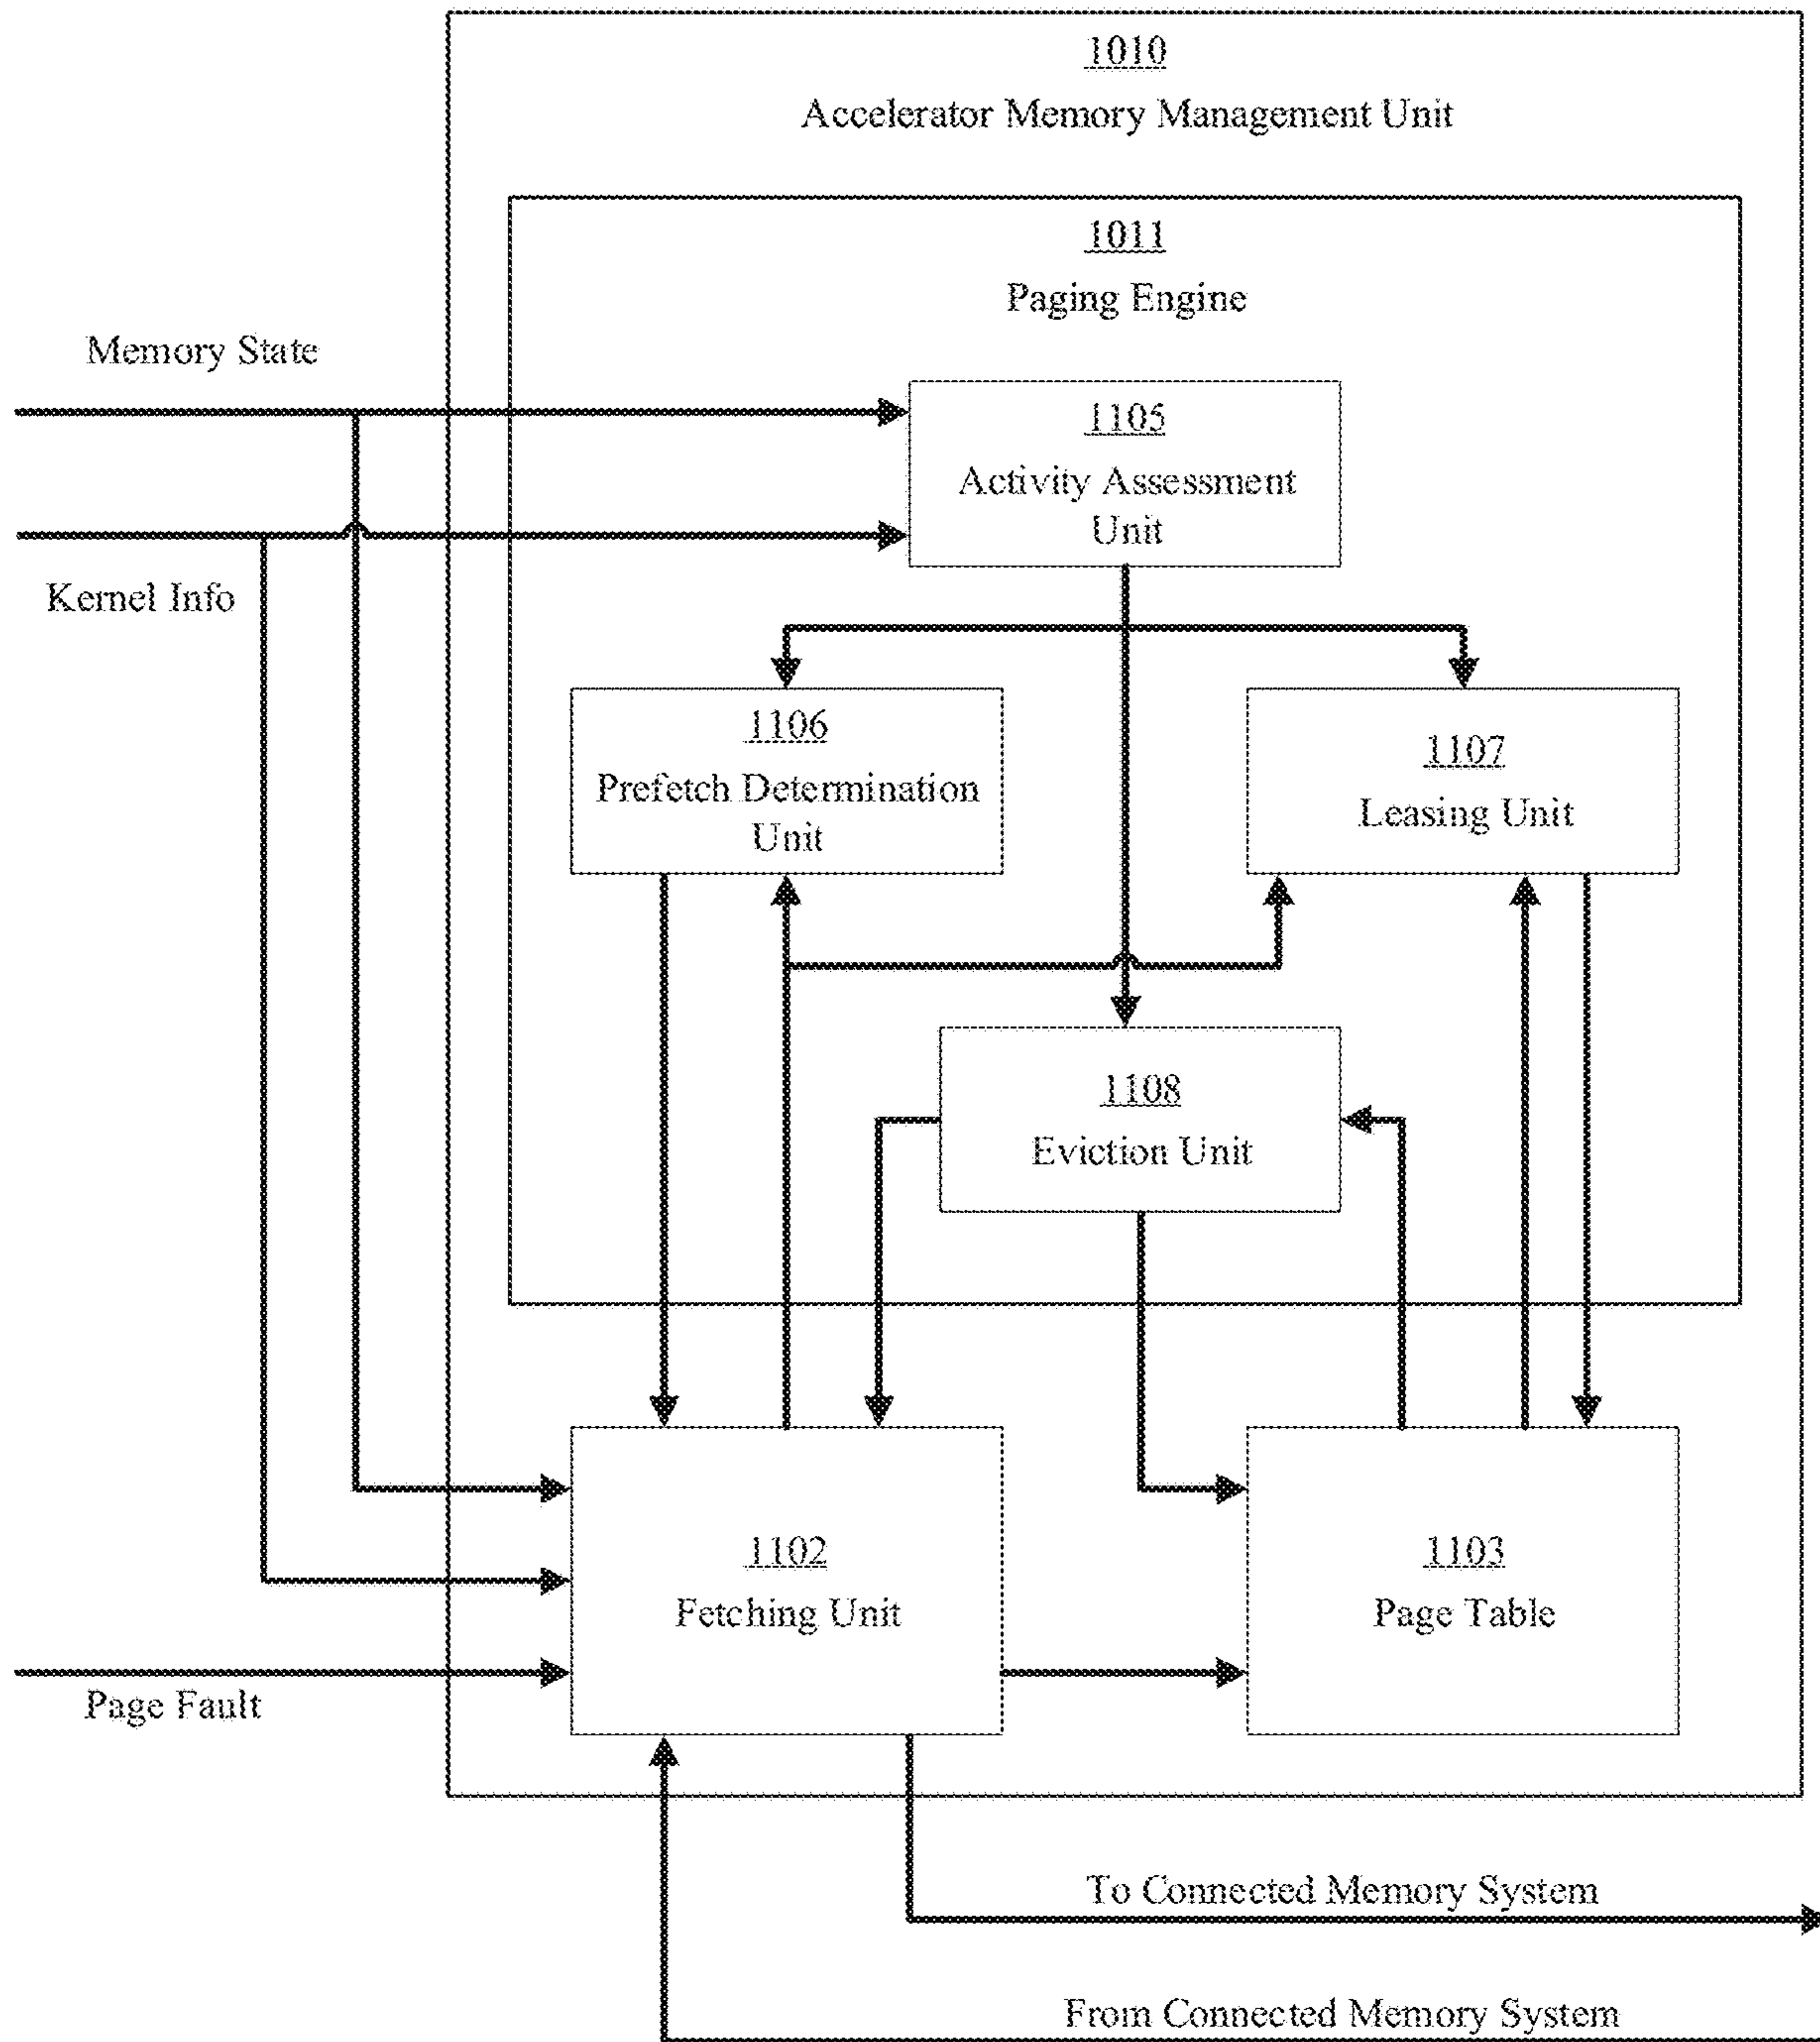 1010
Accelerator Memory Management Unit
1011
Paging Engine
Memory State
1105
Activity Assessment
Unit
Kernel Info
1106
Prefetch Determination
Unit
1107
Leasing Unit
1108
Eviction Unit
1102
Fetching Unit
1103
Page Table
Page Fault
To Connected Memory System
From Connected Memory System